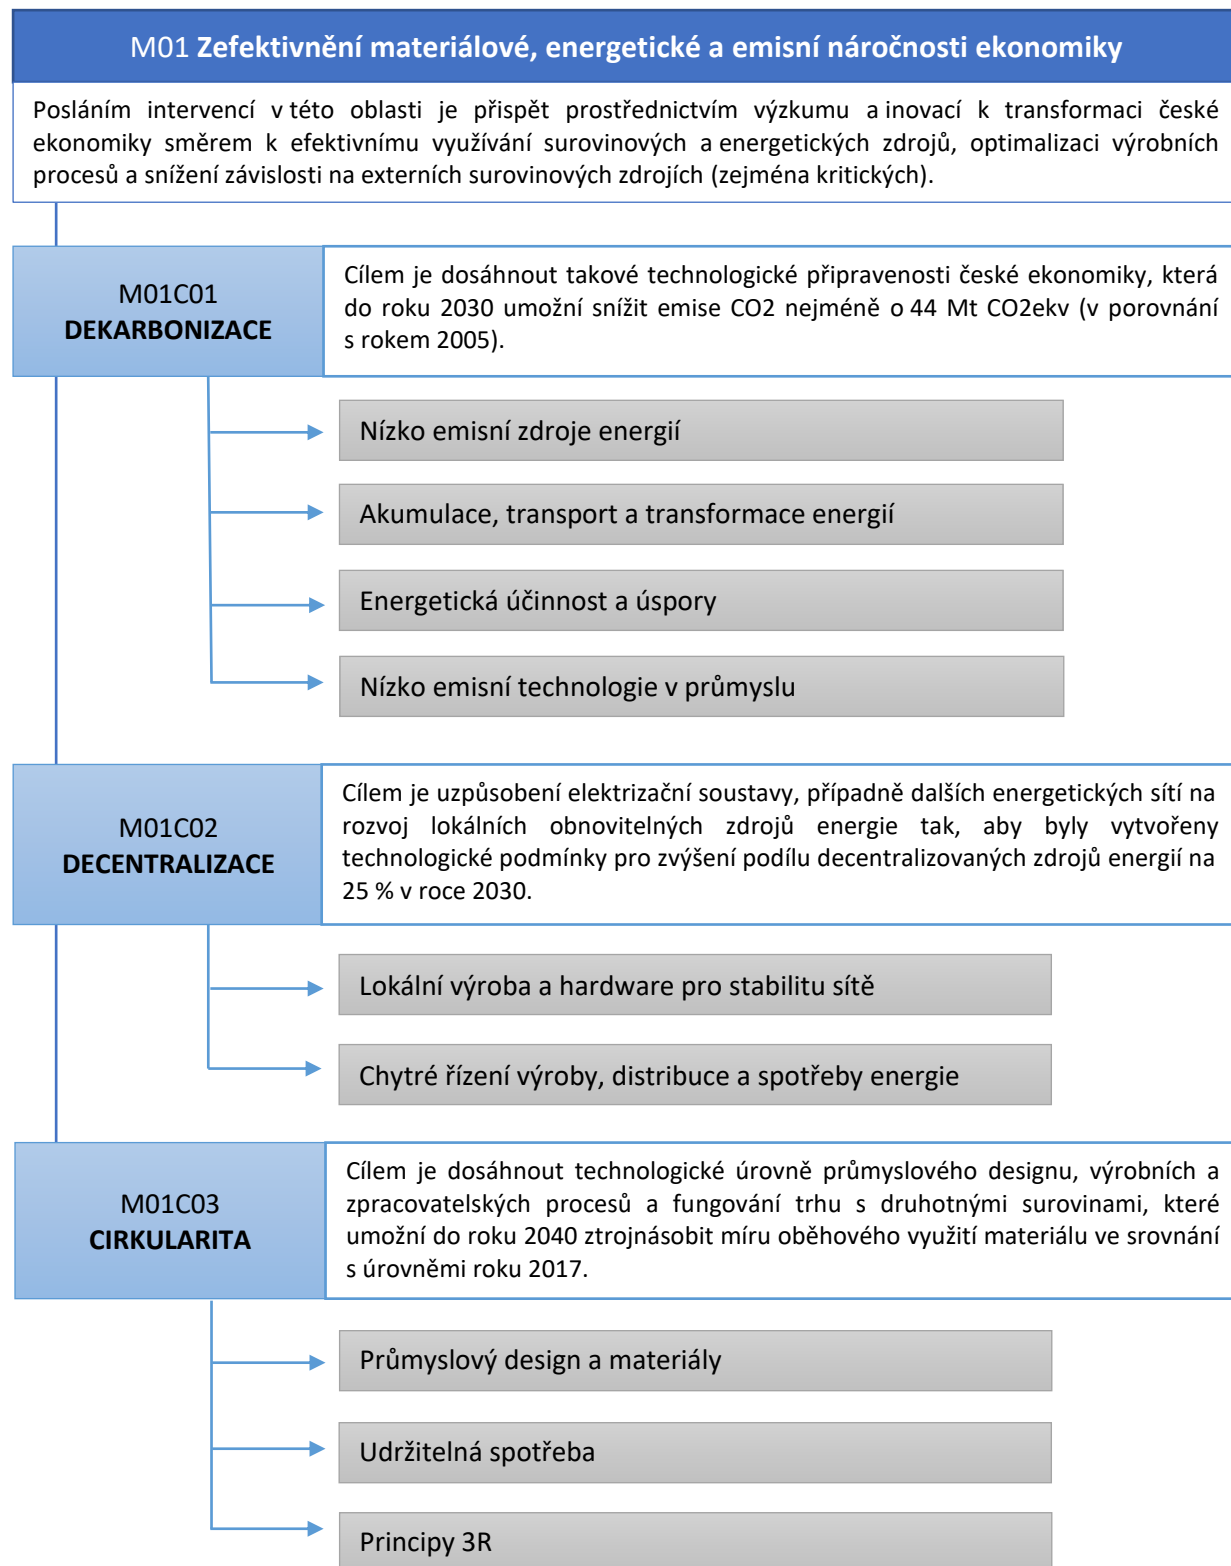 M01 Zefektivnění materiálové, energetické a emisní náročnosti ekonomiky
Posláním intervencí v této oblasti je přispět prostřednictvím výzkumu a inovací k transformaci české
ekonomiky směrem k efektivnímu využívání surovinových a energetických zdrojů, optimalizaci výrobních
procesů a snížení závislosti na externích surovinových zdrojích (zejména kritických).
M01C01
DEKARBONIZACE
Cílem je dosáhnout takové technologické připravenosti české ekonomiky, která
do roku 2030 umožní snížit emise CO2 nejméně o 44 Mt CO2ekv (v porovnání
s rokem 2005).
Nízko emisní zdroje energií
Akumulace, transport a transformace energií
Energetická účinnost a úspory
Nízko emisní technologie v průmyslu
M01C02
DECENTRALIZACE
Cílem je uzpůsobení elektrizační soustavy, případně dalších energetických sítí na
rozvoj lokálních obnovitelných zdrojů energie tak, aby byly vytvořeny
technologické podmínky pro zvýšení podílu decentralizovaných zdrojů energií na
25 % v roce 2030.
Lokální výroba a hardware pro stabilitu sítě
Chytré řízení výroby, distribuce a spotřeby energie
M01C03
CIRKULARITA
Cílem je dosáhnout technologické úrovně průmyslového designu, výrobních a
zpracovatelských procesů a fungování trhu s druhotnými surovinami, které
umožní do roku 2040 ztrojnásobit míru oběhového využití materiálu ve srovnání
s úrovněmi roku 2017.
Průmyslový design a materiály
Udržitelná spotřeba
Principy 3R